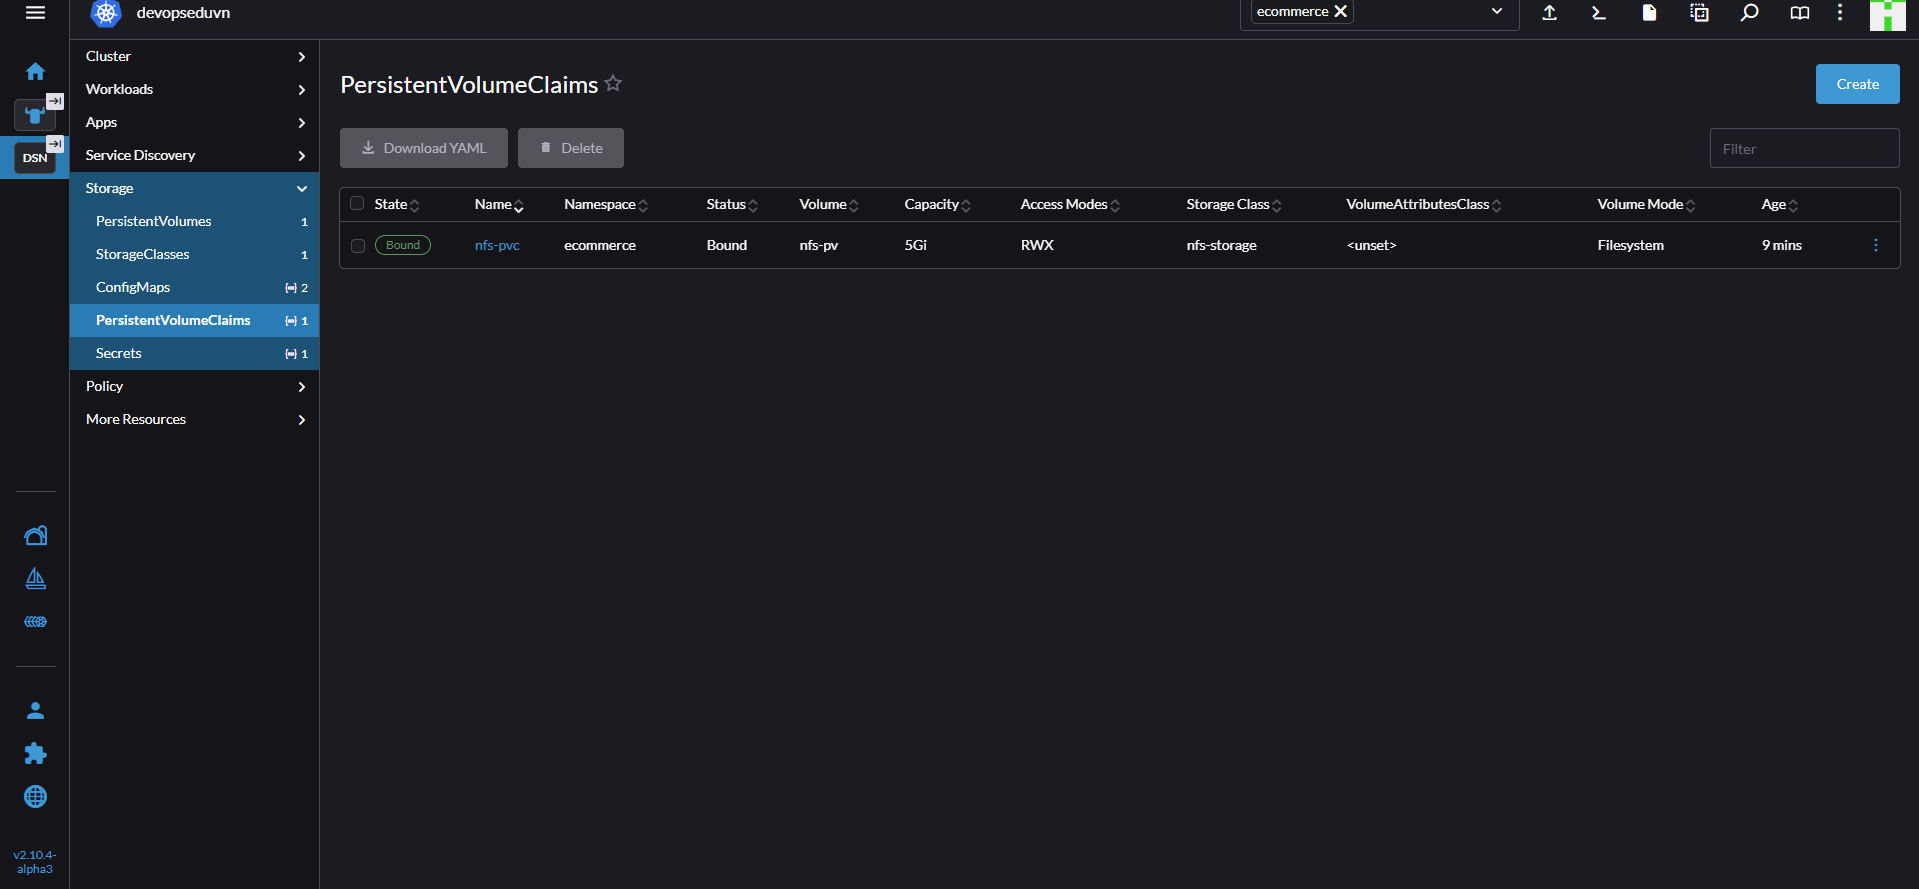 devopseduvn
ecommerce
DSN
v2.10.4-
alpha3
Cluster
Workloads
Apps
Service Discovery
Storage
PersistentVolumes 1
StorageClasses 1
ConfigMaps 2
PersistentVolumeClaims 1
Secrets 1
Policy
More Resources
PersistentVolumeClaims
Create
Download YAML Delete
Filter
State Name Namespace Status Volume Capacity Access Modes Storage Class VolumeAttributesClass Volume Mode Age
Bound nfs-pvc ecommerce Bound nfs-pv 5Gi RWX nfs-storage <unset> Filesystem 9 mins